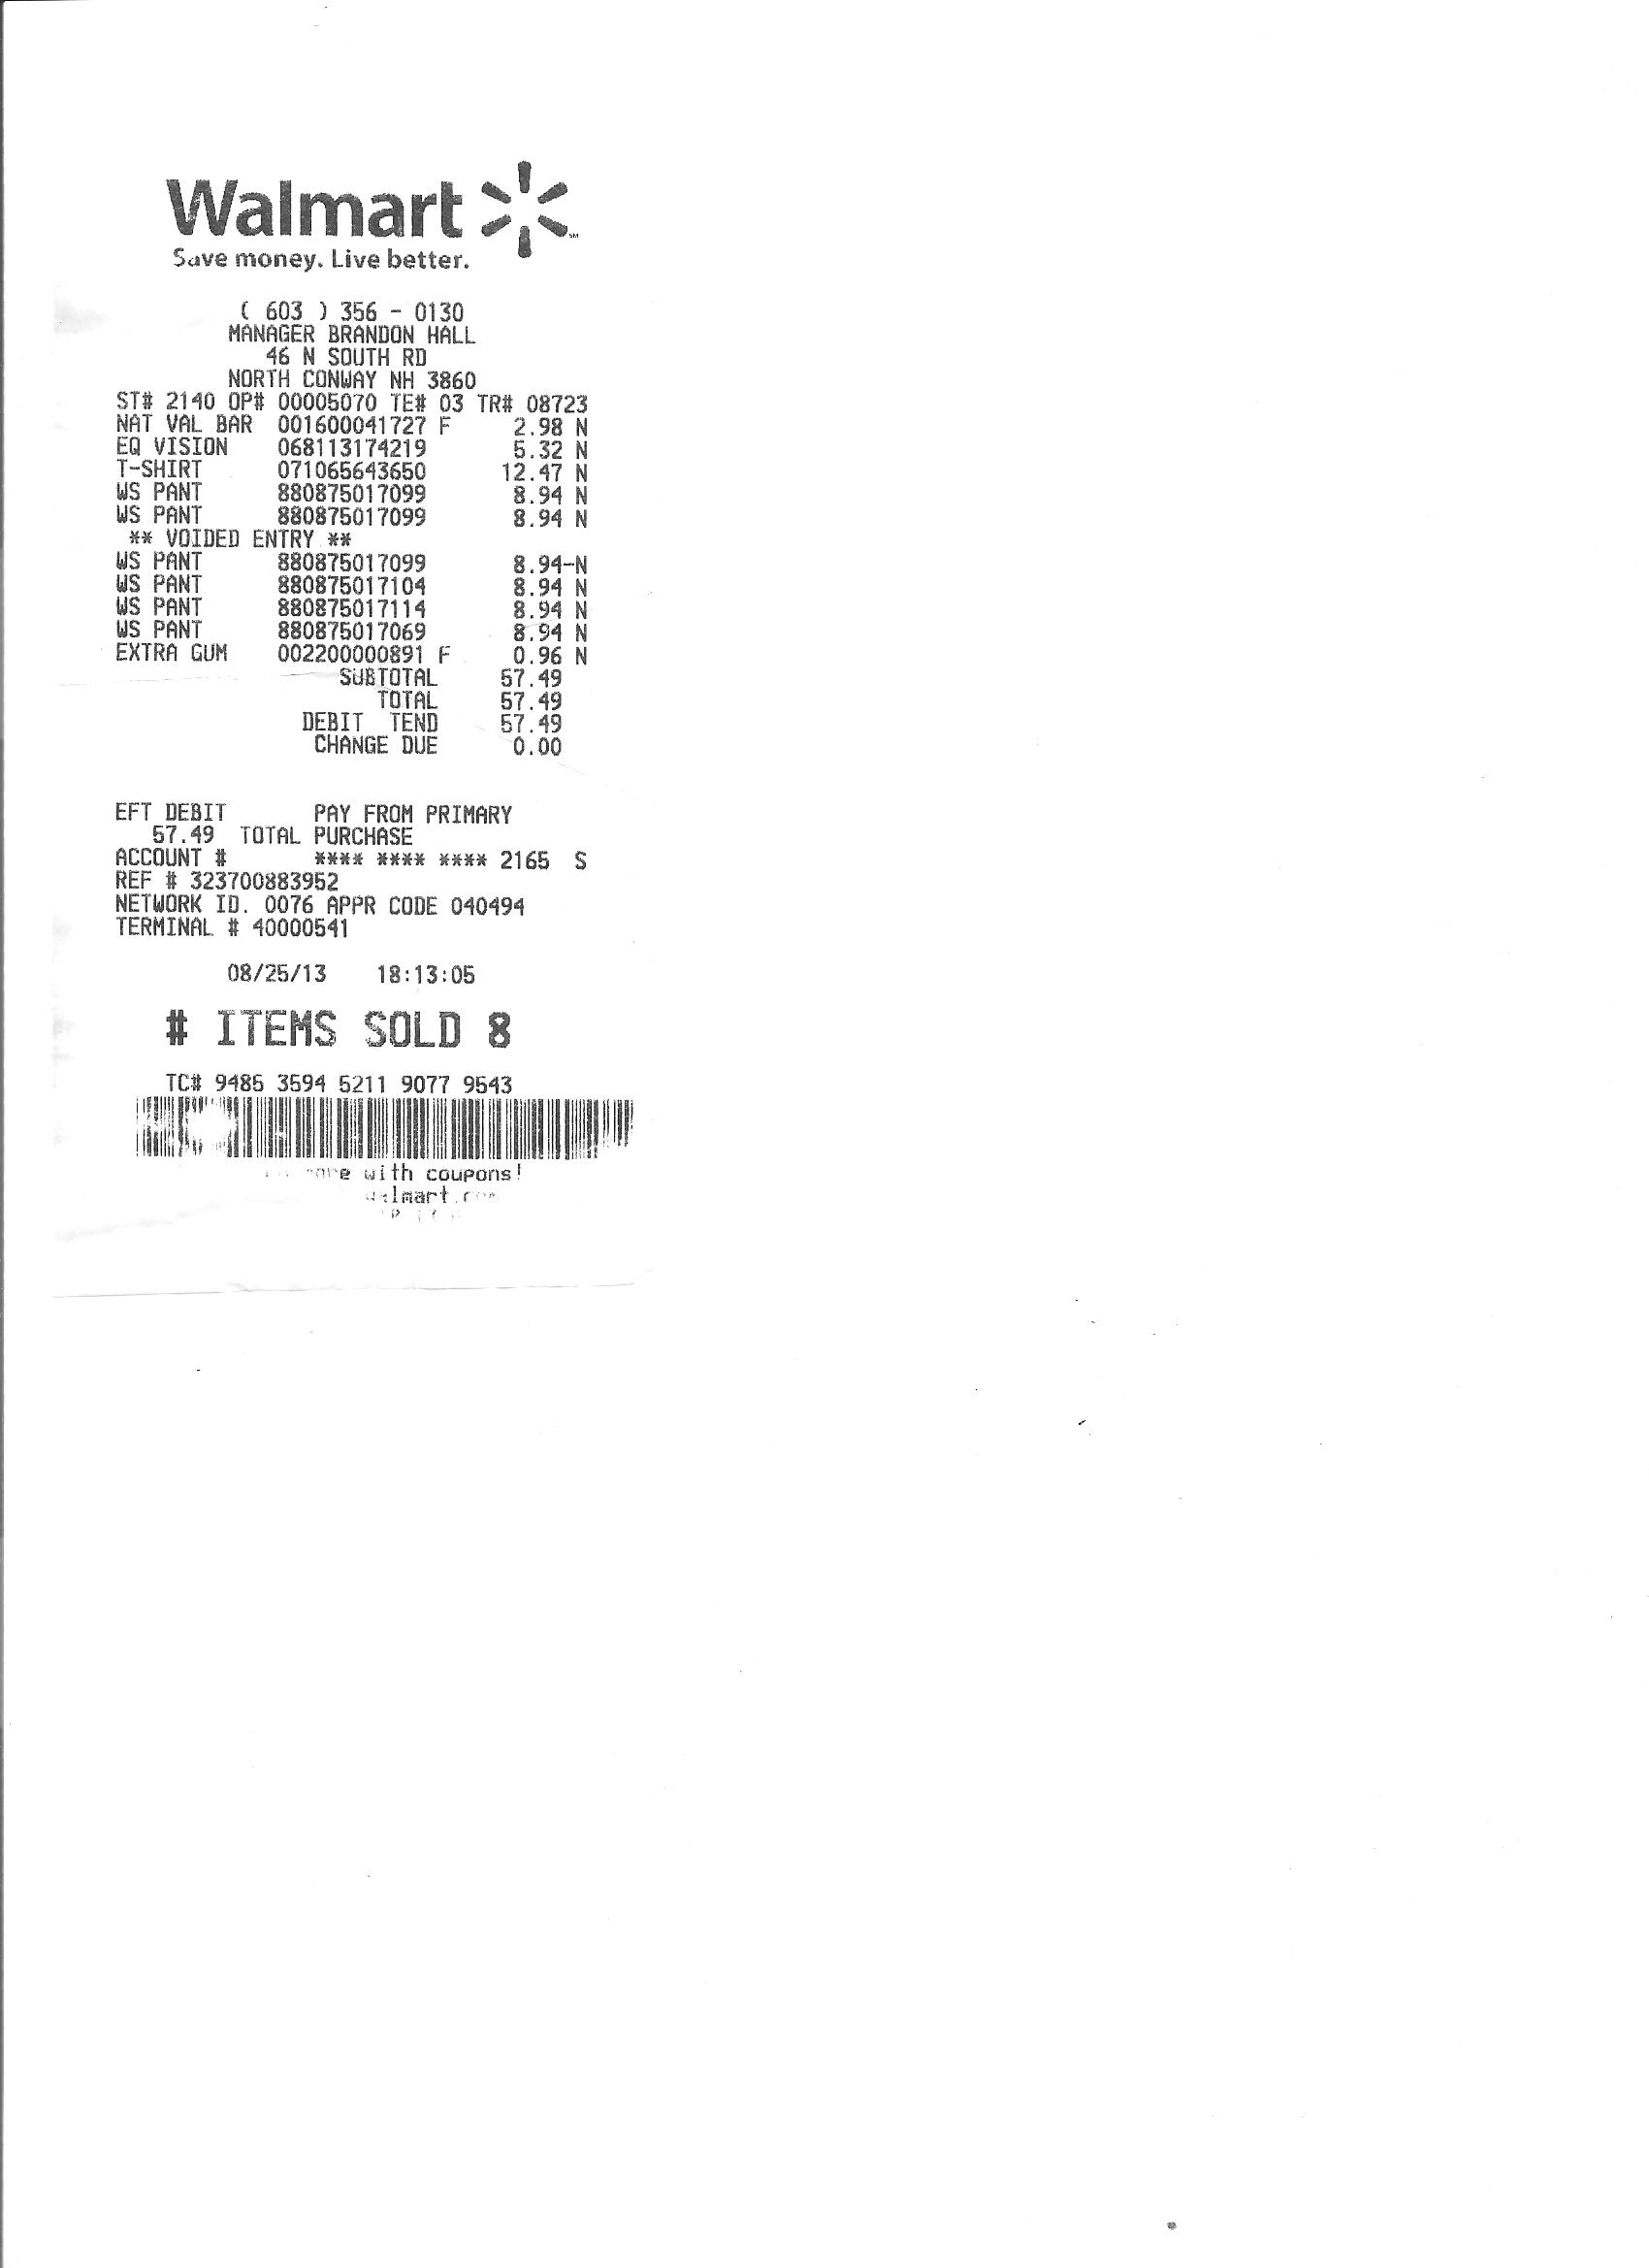 Walmart
Save money. Live better.
( 603 ) 356 - 0130
MANAGER BRANDON HALL
46 N SOUTH RD
NORTH CONWAY NH 3860
ST# 2140 OP# 00005070 TE# 03 TR# 08723
NAT VAL BAR 001600041727 F 2.98 N
EQ VISION 068113174219 5.32 N
T-SHIRT 071065643650 12.47 N
WS PANT 880875017099 8.94 N
WS PANT 880875017099 8.94 N
** VOIDED ENTRY **
WS PANT 880875017099 8.94-N
WS PANT 880875017104 8.94 N
WS PANT 880875017114 8.94 N
WS PANT 880875017069 8.94 N
EXTRA GUM 002200000891 F 0.96 N
SUBTOTAL 57.49
TOTAL 57.49
DEBIT TEND 57.49
CHANGE DUE 0.00
EFT DEBIT PAY FROM PRIMARY
57.49 TOTAL PURCHASE
ACCOUNT # **** **** **** 2165 S
REF # 323700883952
NETWORK ID. 0076 APPR CODE 040494
TERMINAL # 40000541
08/25/13 18:13:05
# ITEMS SOLD 8
TC# 9485 3594 5211 9077 9543
with coupons!